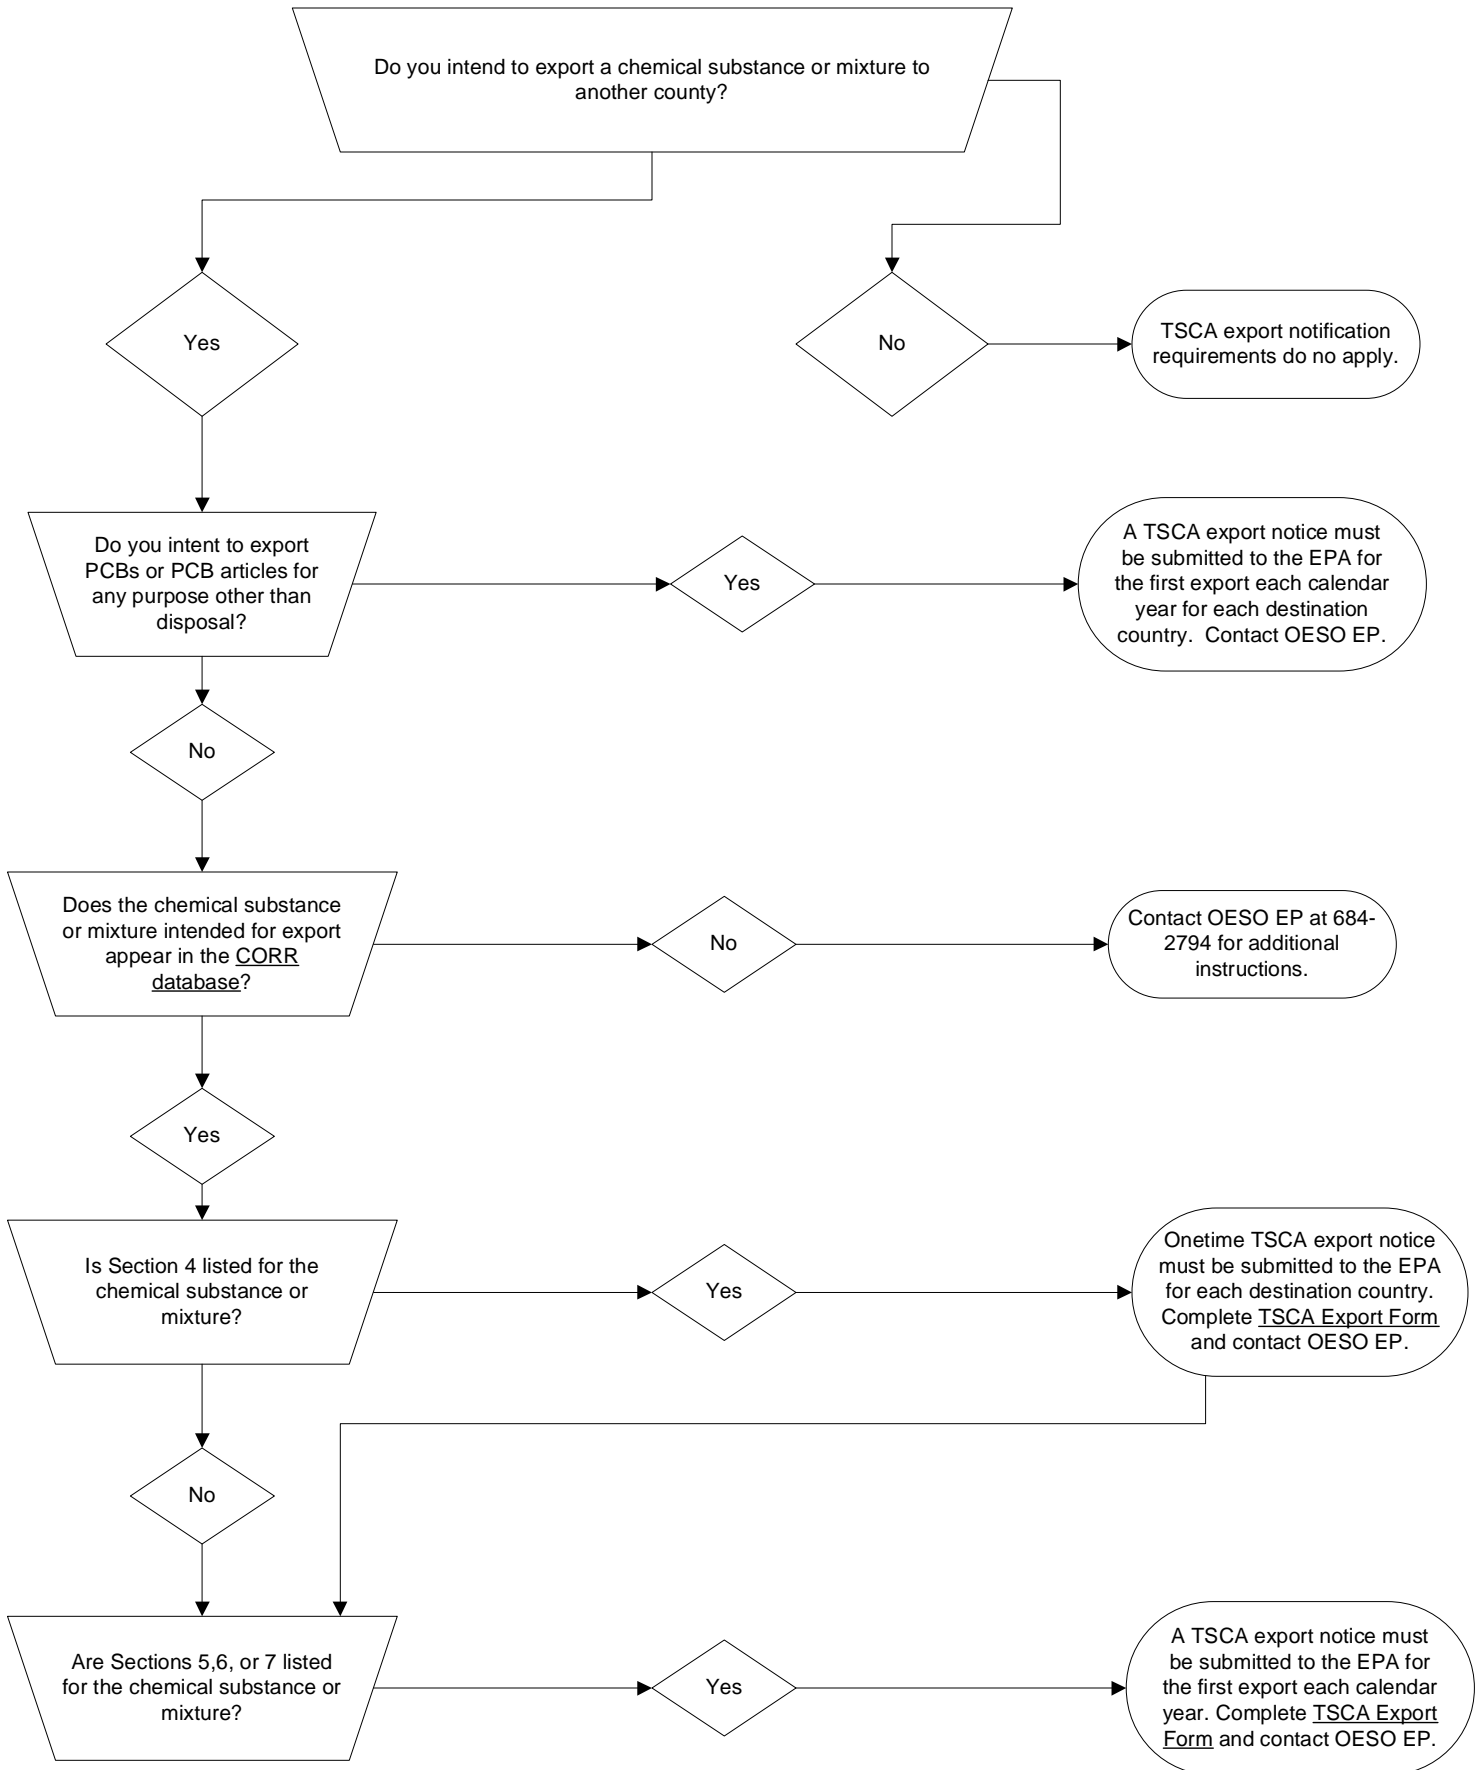 Do you intend to export a chemical substance or mixture to
another county?
Yes
No
TSCA export notification
requirements do no apply.
Do you intent to export
PCBs or PCB articles for
any purpose other than
disposal?
Yes
A TSCA export notice must
be submitted to the EPA for
the first export each calendar
year for each destination
country.  Contact OESO EP.
No
Does the chemical substance
or mixture intended for export
appear in the CORR
database?
No
Contact OESO EP at 684-
2794 for additional
instructions.
Yes
Is Section 4 listed for the
chemical substance or
mixture?
Yes
Onetime TSCA export notice
must be submitted to the EPA
for each destination country.
Complete TSCA Export Form
and contact OESO EP.
No
Are Sections 5,6, or 7 listed
for the chemical substance or
mixture?
Yes
A TSCA export notice must
be submitted to the EPA for
the first export each calendar
year. Complete TSCA Export
Form and contact OESO EP.